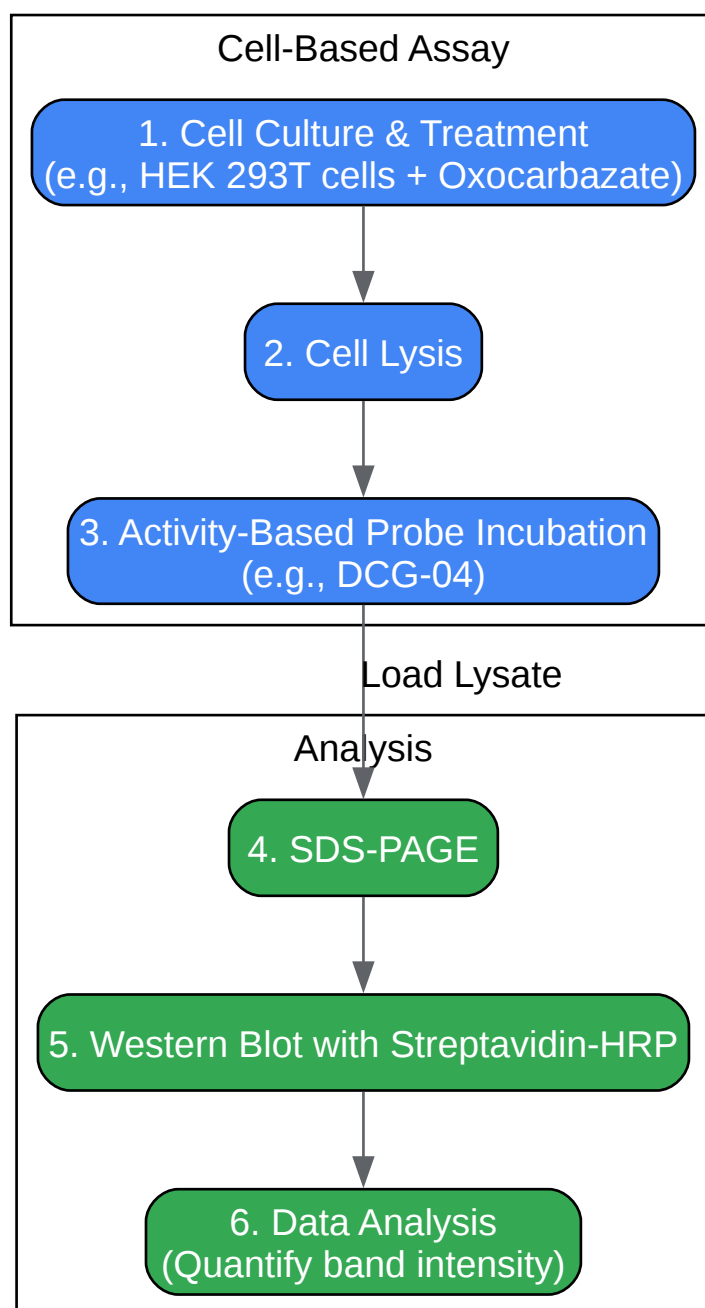 Cell-Based Assay
1. Cell Culture & Treatment
(e.g., HEK 293T cells + Oxocarbazate)
2. Cell Lysis
3. Activity-Based Probe Incubation
(e.g., DCG-04)
Load Lysate
Analysis
4. SDS-PAGE
5. Western Blot with Streptavidin-HRP
6. Data Analysis
(Quantify band intensity)